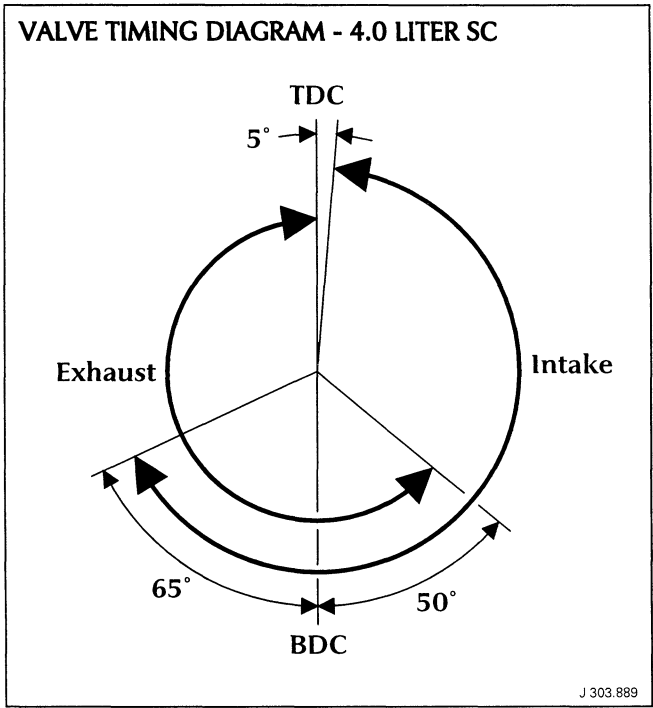 VALVE TIMING DIAGRAM - 4.0 LITER SC
TDC
5°
Exhaust
Intake
65°
50°
BDC
J 303.889